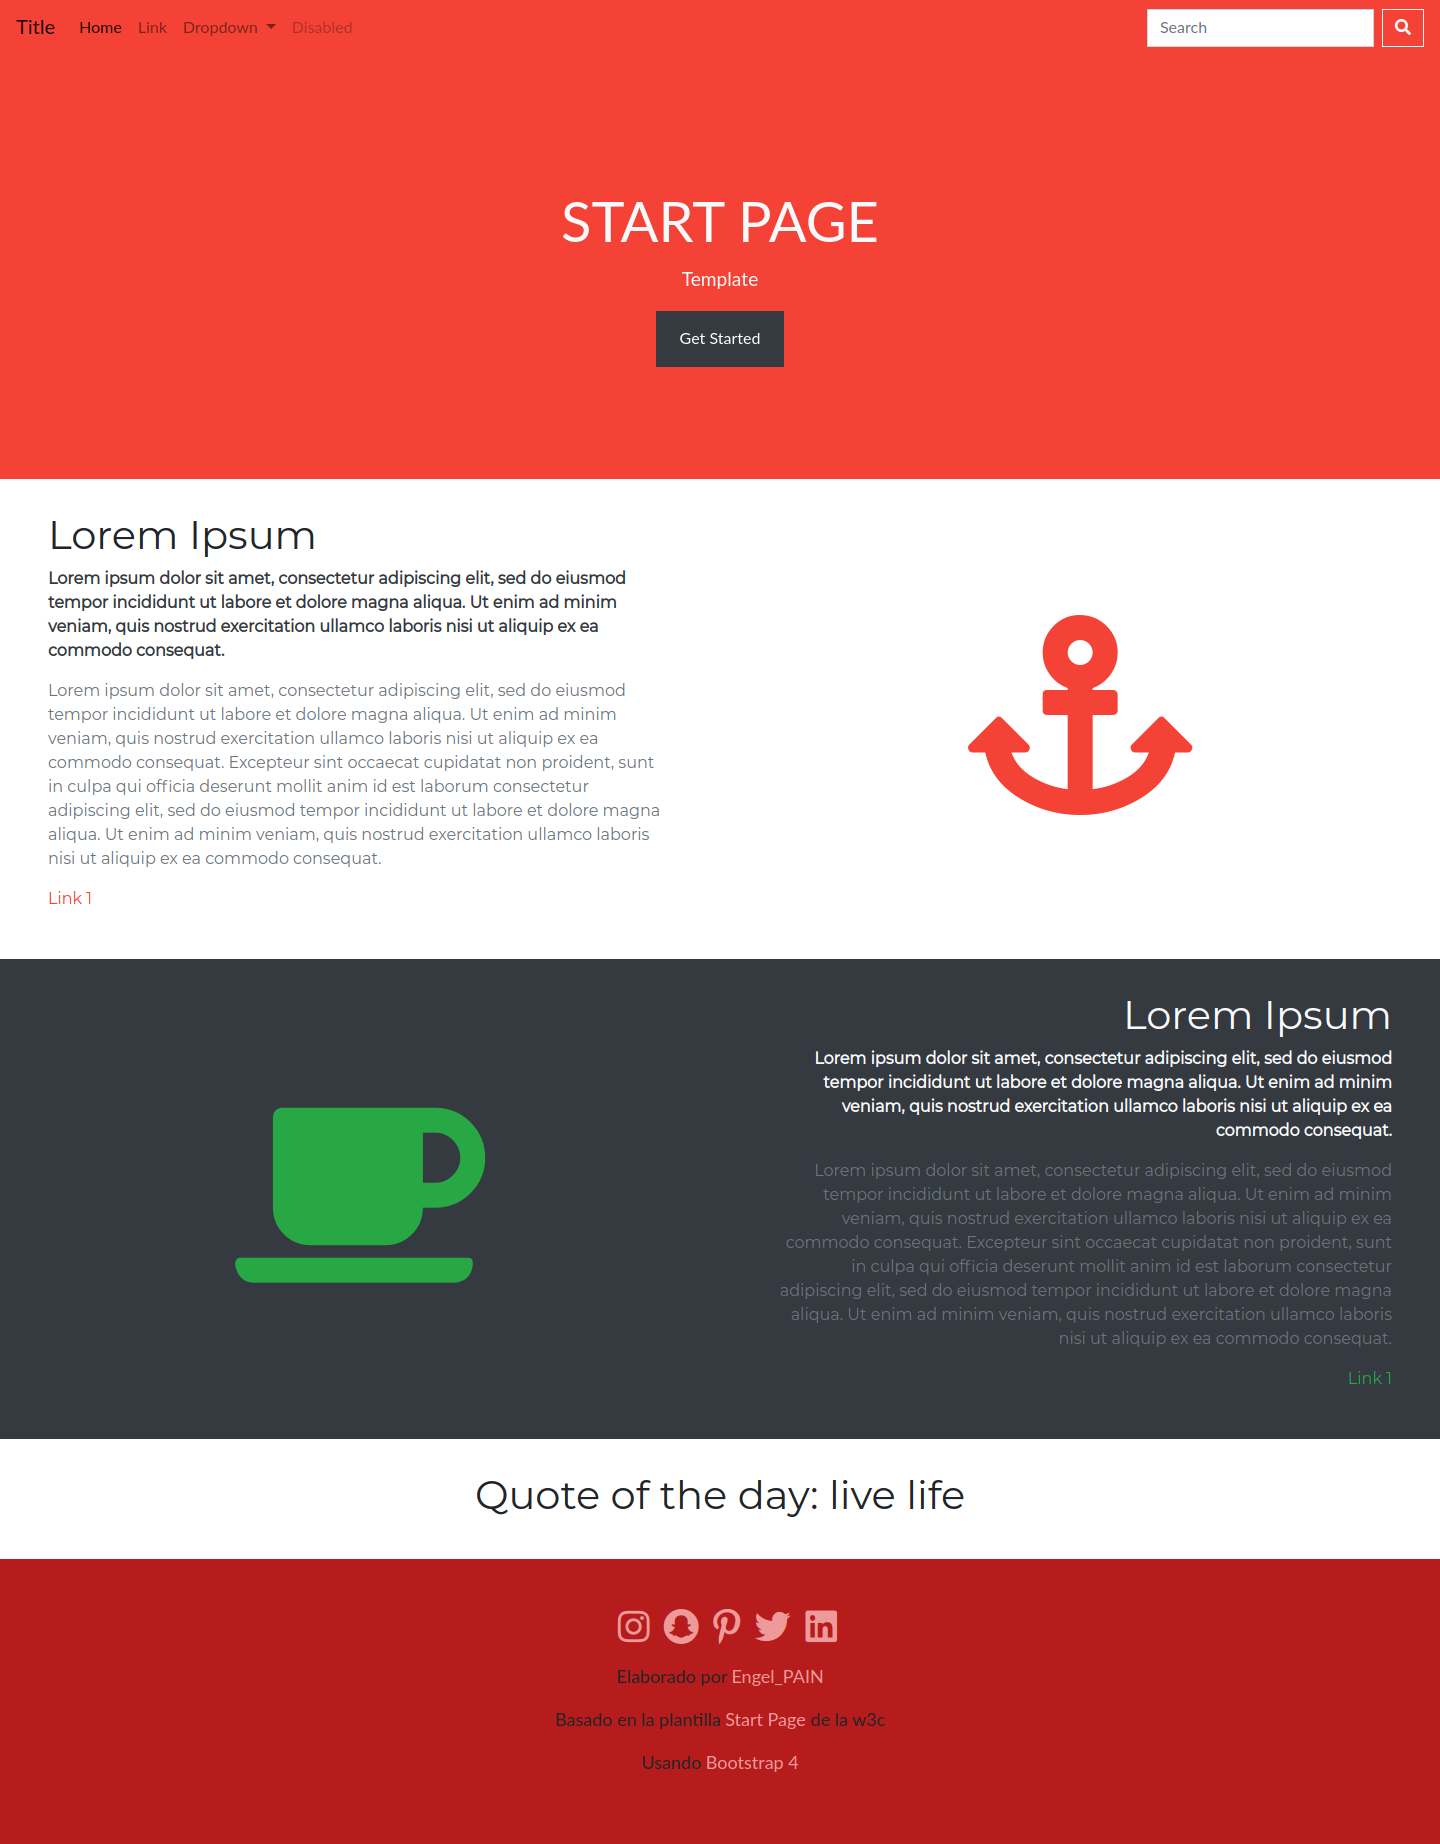 Title Home Link Dropdown Disabled Search
START PAGE
Template
Get Started
Lorem Ipsum
Lorem ipsum dolor sit amet, consectetur adipiscing elit, sed do eiusmod
tempor incididunt ut labore et dolore magna aliqua. Ut enim ad minim
veniam, quis nostrud exercitation ullamco laboris nisi ut aliquip ex ea
commodo consequat.
Lorem ipsum dolor sit amet, consectetur adipiscing elit, sed do eiusmod
tempor incididunt ut labore et dolore magna aliqua. Ut enim ad minim
veniam, quis nostrud exercitation ullamco laboris nisi ut aliquip ex ea
commodo consequat. Excepteur sint occaecat cupidatat non proident, sunt
in culpa qui officia deserunt mollit anim id est laborum consectetur
adipiscing elit, sed do eiusmod tempor incididunt ut labore et dolore magna
aliqua. Ut enim ad minim veniam, quis nostrud exercitation ullamco laboris
nisi ut aliquip ex ea commodo consequat.
Link 1
Lorem Ipsum
Lorem ipsum dolor sit amet, consectetur adipiscing elit, sed do eiusmod
tempor incididunt ut labore et dolore magna aliqua. Ut enim ad minim
veniam, quis nostrud exercitation ullamco laboris nisi ut aliquip ex ea
commodo consequat.
Lorem ipsum dolor sit amet, consectetur adipiscing elit, sed do eiusmod
tempor incididunt ut labore et dolore magna aliqua. Ut enim ad minim
veniam, quis nostrud exercitation ullamco laboris nisi ut aliquip ex ea
commodo consequat. Excepteur sint occaecat cupidatat non proident, sunt
in culpa qui officia deserunt mollit anim id est laborum consectetur
adipiscing elit, sed do eiusmod tempor incididunt ut labore et dolore magna
aliqua. Ut enim ad minim veniam, quis nostrud exercitation ullamco laboris
nisi ut aliquip ex ea commodo consequat.
Link 1
Quote of the day: live life
Elaborado por Engel_PAIN
Basado en la plantilla Start Page de la w3c
Usando Bootstrap 4